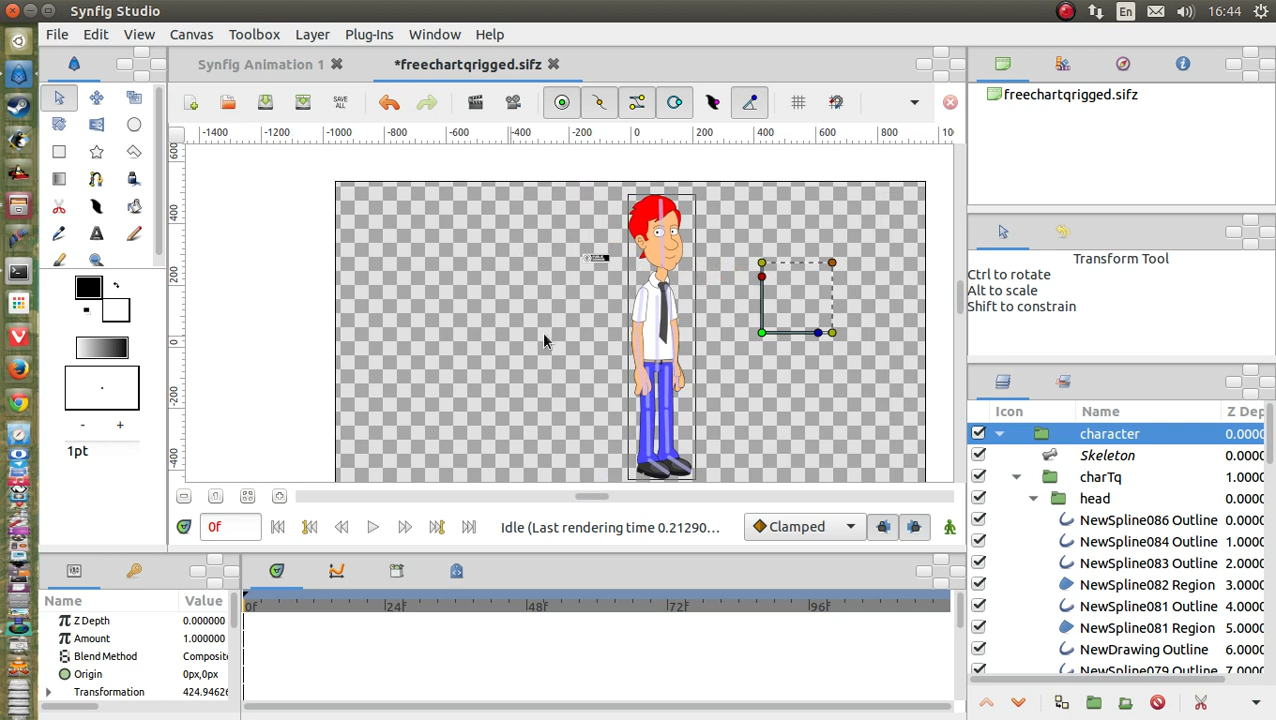 Synfig Studio
En
16:44
File Edit View Canvas Toolbox Layer Plug-Ins Window Help
Synfig Animation 1
*freechartqrigged.sifz
SAVE ALL
freechartqrigged.sifz
-1400 -1200 -1000 -800 -600 -400 -200 0 200 400 600 800
600
400
200
0
-200
-400
Transform Tool
Ctrl to rotate
Alt to scale
Shift to constrain
Icon Name Z Dep
character 0.0000
Skeleton 0.0000
charTq 1.0000
head 0.0000
NewSpline086 Outline 0.0000
NewSpline084 Outline 1.0000
NewSpline083 Outline 2.0000
NewSpline082 Region 3.0000
NewSpline081 Outline 4.0000
NewSpline081 Region 5.0000
NewDrawing Outline 6.0000
NewSpline079 Outline 7.0000
- +
1pt
0f
Idle (Last rendering time 0.21290...
Clamped
Name Value
Z Depth 0.000000
Amount 1.000000
Blend Method Composite
Origin 0px,0px
Transformation 424.94626
0f 24f 48f 72f 96f